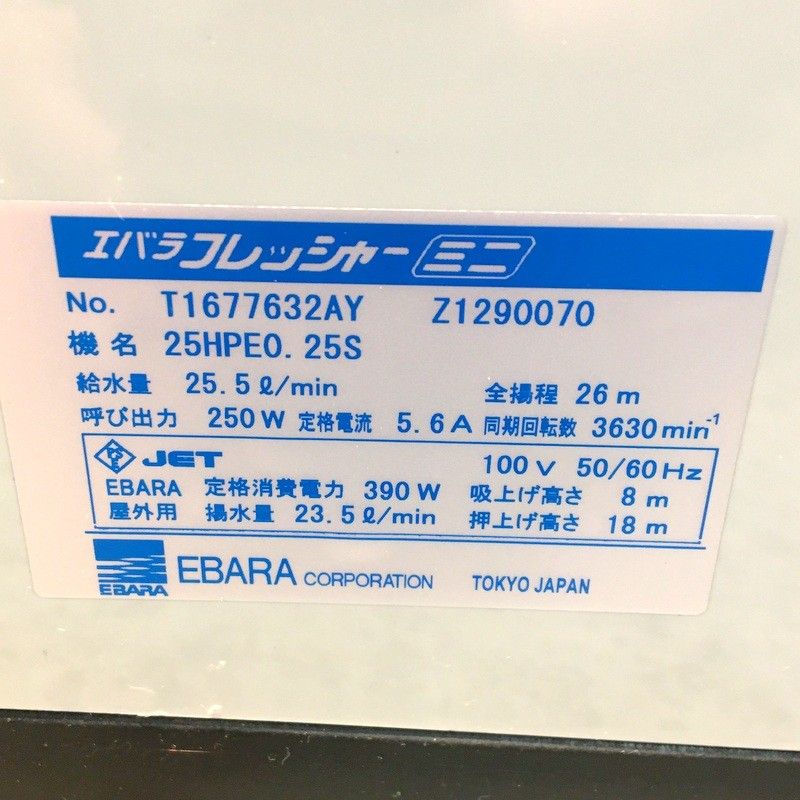 エバラフレッシャー ミニ
No. T1677632AY Z1290070
機名 25HPE0.25S
給水量 25.5ℓ/min 全揚程 26m
呼び出力 250W 定格電流 5.6A 同期回転数 3630min⁻¹
PSE JET 100V 50/60Hz
EBARA 定格消費電力 390W 吸上げ高さ 8m
屋外用 揚水量 23.5ℓ/min 押上げ高さ 18m
EBARA EBARA CORPORATION TOKYO JAPAN